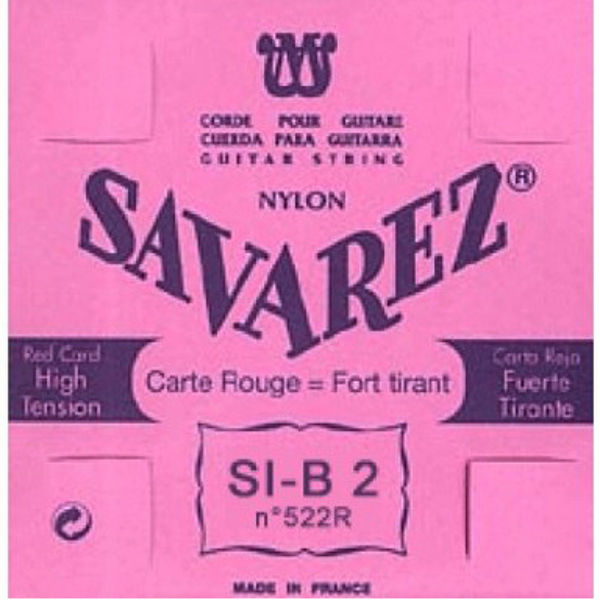 CORDE POUR GUITARE
CUERDA PARA GUITARRA
GUITAR STRING
NYLON
SAVAREZ®
Red Card
High
Tension
Carte Rouge = Fort tirant
Carta Roja
Fuerte
Tirante
SI-B 2
n°522R
MADE IN FRANCE